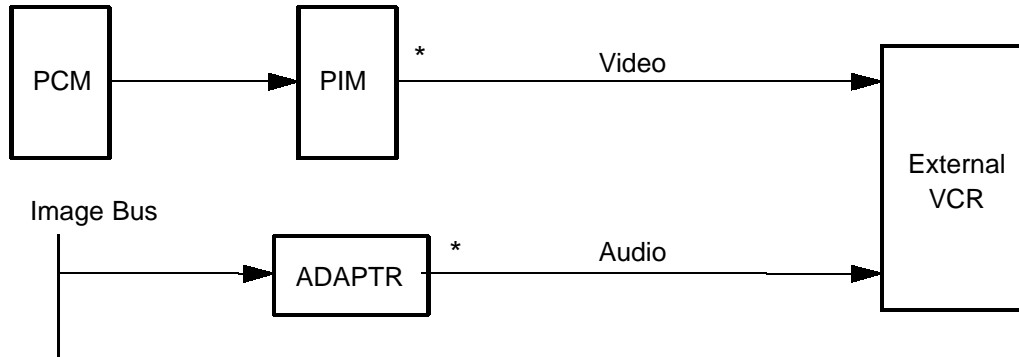 PCM
PIM
*
Video
External
VCR
Image Bus
ADAPTR
*
Audio